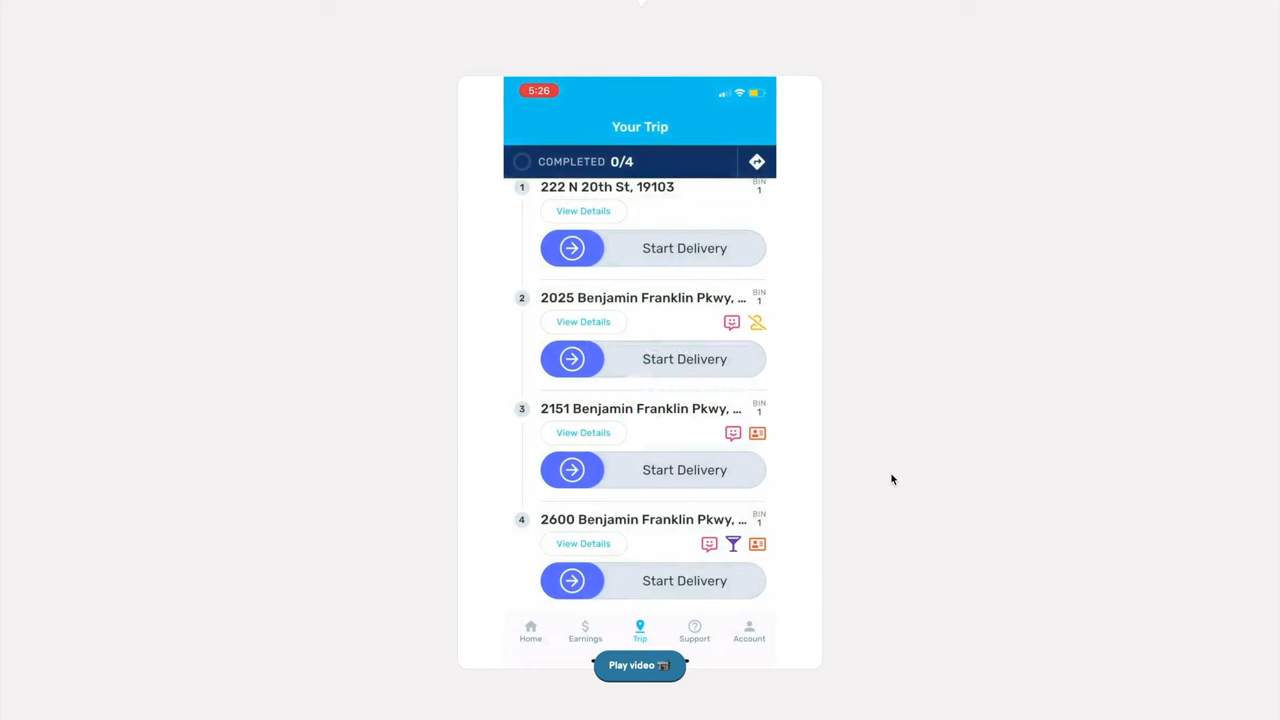 5:26
Your Trip
COMPLETED 0/4
1 222 N 20th St, 19103 BIN 1
View Details
Start Delivery
2 2025 Benjamin Franklin Pkwy, ... BIN 1
View Details
Start Delivery
3 2151 Benjamin Franklin Pkwy, ... BIN 1
View Details
Start Delivery
4 2600 Benjamin Franklin Pkwy, ... BIN 1
View Details
Start Delivery
Home Earnings Trip Support Account
Play video